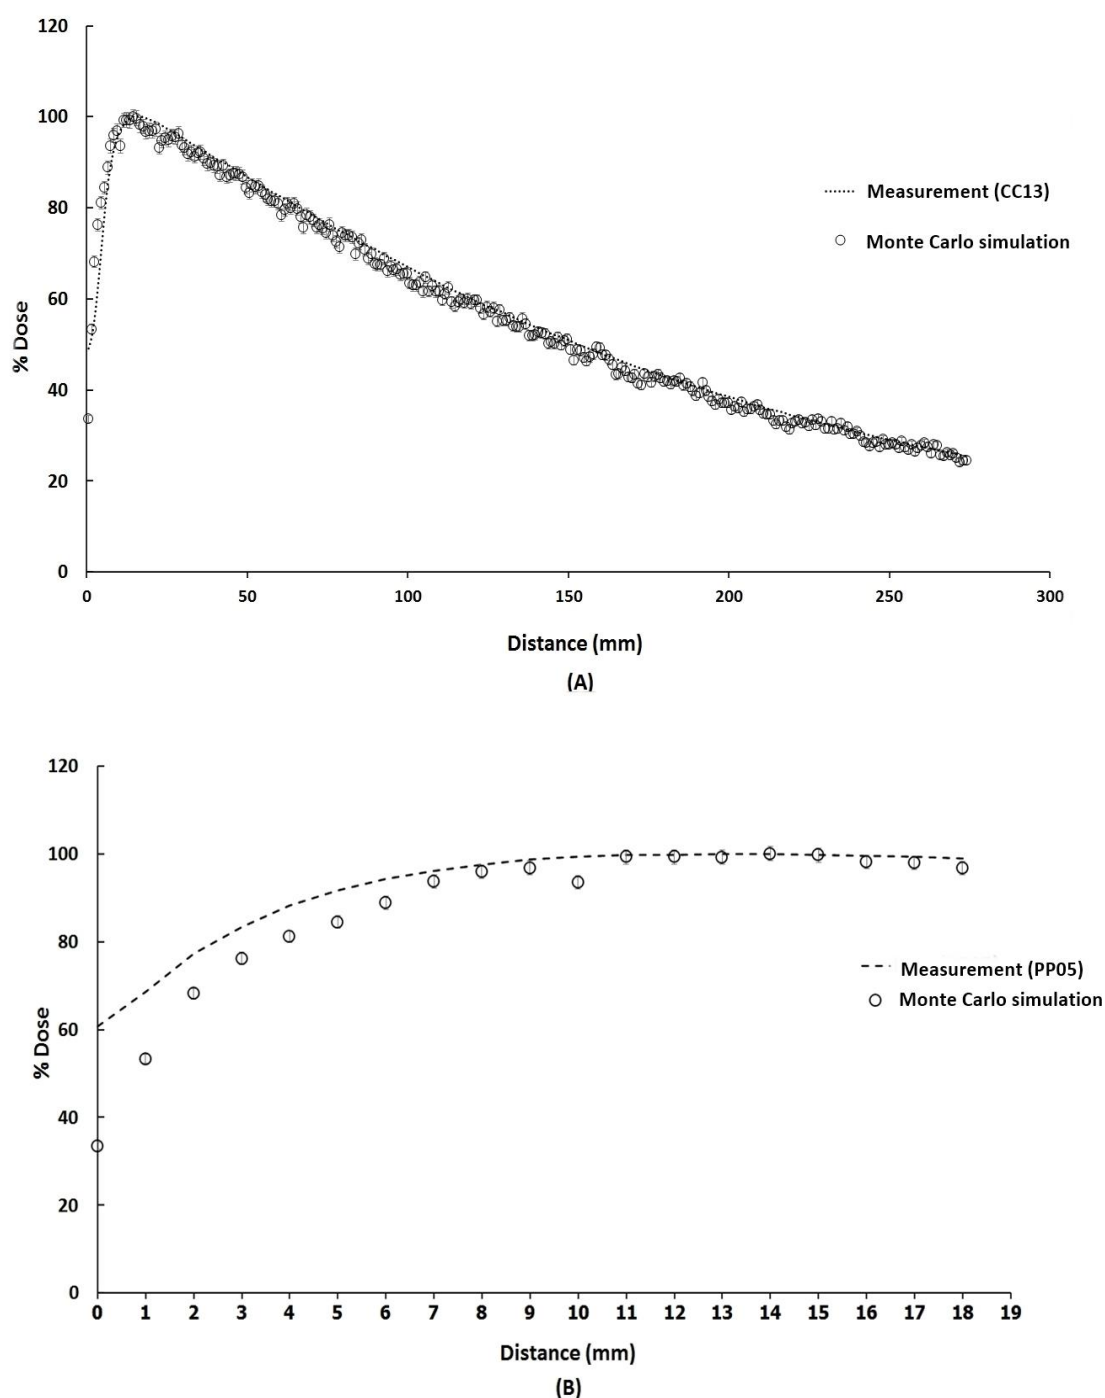 120
100
80
60
40
20
0
% Dose
Measurement (CC13)
Monte Carlo simulation
0 50 100 150 200 250 300
Distance (mm)
(A)
120
100
80
60
40
20
0
% Dose
Measurement (PP05)
Monte Carlo simulation
0 1 2 3 4 5 6 7 8 9 10 11 12 13 14 15 16 17 18 19
Distance (mm)
(B)